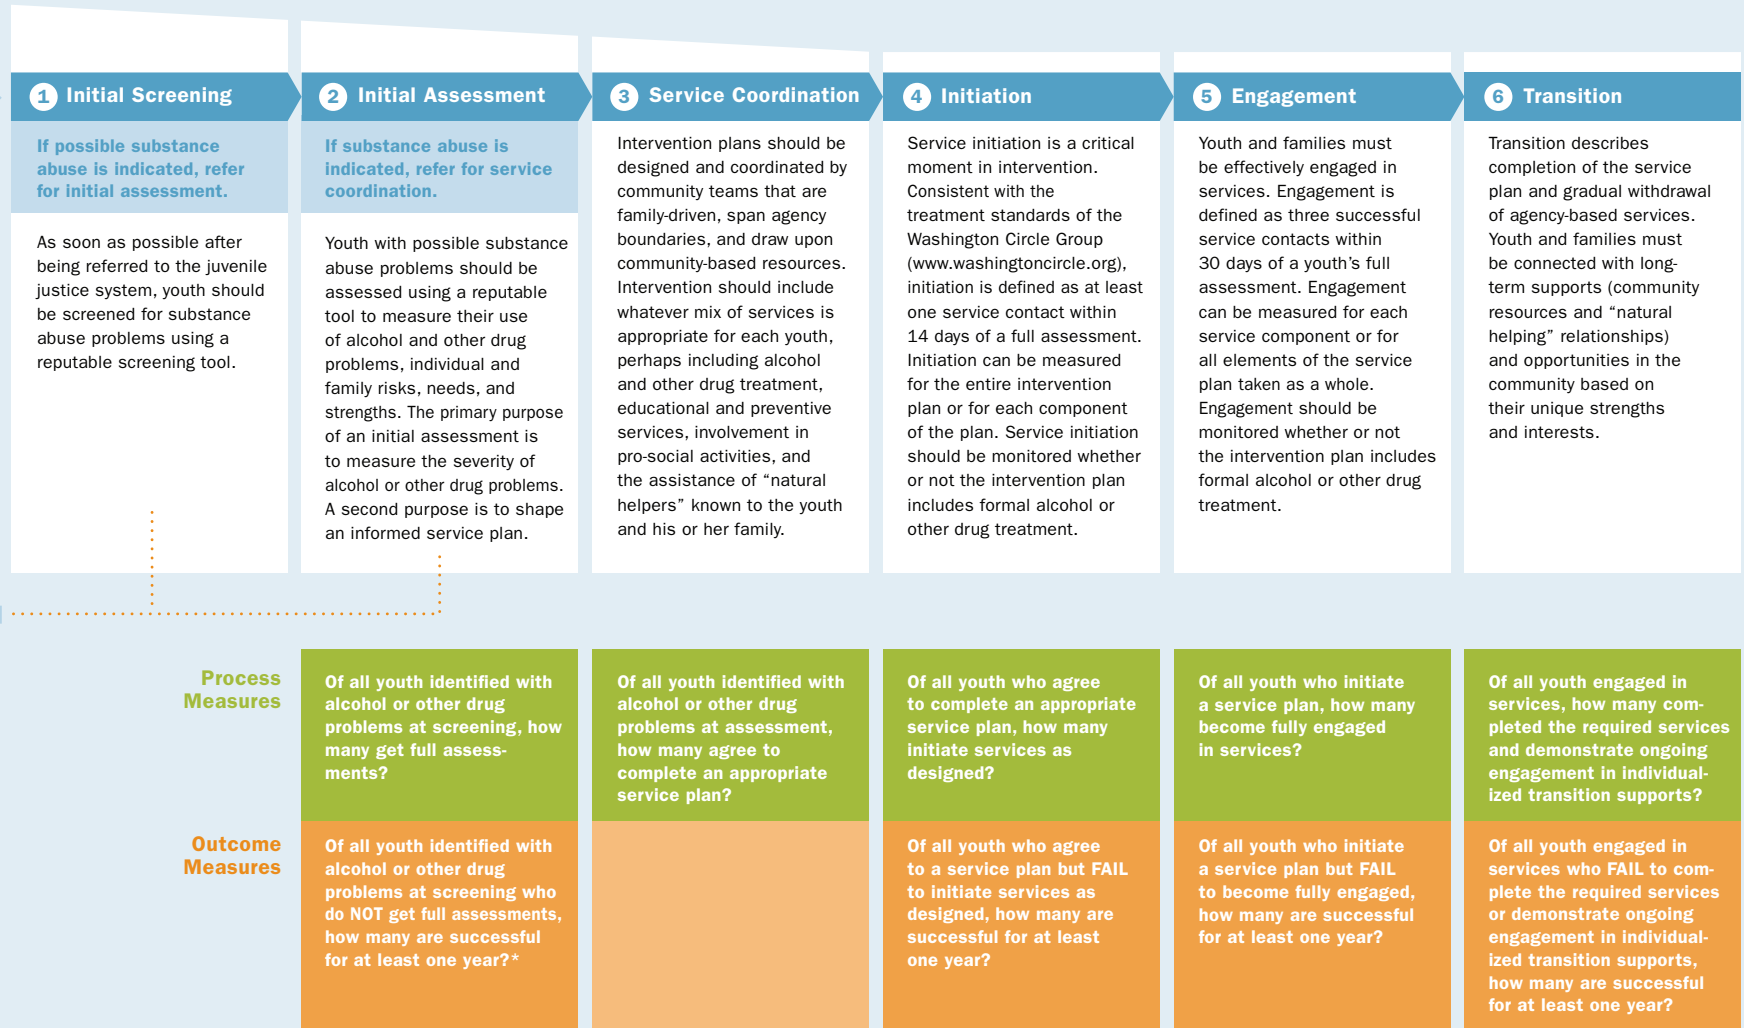 1 Initial Screening
If possible substance
abuse is indicated, refer
for initial assessment.
As soon as possible after
being referred to the juvenile
justice system, youth should
be screened for substance
abuse problems using a
reputable screening tool.
2 Initial Assessment
If substance abuse is
indicated, refer for service
coordination.
Youth with possible substance
abuse problems should be
assessed using a reputable
tool to measure their use
of alcohol and other drug
problems, individual and
family risks, needs, and
strengths. The primary purpose
of an initial assessment is
to measure the severity of
alcohol or other drug problems.
A second purpose is to shape
an informed service plan.
3 Service Coordination
Intervention plans should be
designed and coordinated by
community teams that are
family-driven, span agency
boundaries, and draw upon
community-based resources.
Intervention should include
whatever mix of services is
appropriate for each youth,
perhaps including alcohol
and other drug treatment,
educational and preventive
services, involvement in
pro-social activities, and
the assistance of “natural
helpers” known to the youth
and his or her family.
4 Initiation
Service initiation is a critical
moment in intervention.
Consistent with the
treatment standards of the
Washington Circle Group
(www.washingtoncircle.org),
initiation is defined as at least
one service contact within
14 days of a full assessment.
Initiation can be measured
for the entire intervention
plan or for each component
of the plan. Service initiation
should be monitored whether
or not the intervention plan
includes formal alcohol or
other drug treatment.
5 Engagement
Youth and families must
be effectively engaged in
services. Engagement is
defined as three successful
service contacts within
30 days of a youth’s full
assessment. Engagement
can be measured for each
service component or for
all elements of the service
plan taken as a whole.
Engagement should be
monitored whether or not
the intervention plan includes
formal alcohol or other drug
treatment.
6 Transition
Transition describes
completion of the service
plan and gradual withdrawal
of agency-based services.
Youth and families must
be connected with long-
term supports (community
resources and “natural
helping” relationships)
and opportunities in the
community based on
their unique strengths
and interests.
Process
Measures
Of all youth identified with
alcohol or other drug
problems at screening, how
many get full assess-
ments?
Of all youth identified with
alcohol or other drug
problems at assessment,
how many agree to
complete an appropriate
service plan?
Of all youth who agree
to complete an appropriate
service plan, how many
initiate services as
designed?
Of all youth who initiate
a service plan, how many
become fully engaged
in services?
Of all youth engaged in
services, how many com-
pleted the required services
and demonstrate ongoing
engagement in individual-
ized transition supports?
Outcome
Measures
Of all youth identified with
alcohol or other drug
problems at screening who
do NOT get full assessments,
how many are successful
for at least one year?*
Of all youth who agree
to a service plan but FAIL
to initiate services as
designed, how many are
successful for at least
one year?
Of all youth who initiate
a service plan but FAIL
to become fully engaged,
how many are successful
for at least one year?
Of all youth engaged in
services who FAIL to com-
plete the required services
or demonstrate ongoing
engagement in individual-
ized transition supports,
how many are successful
for at least one year?